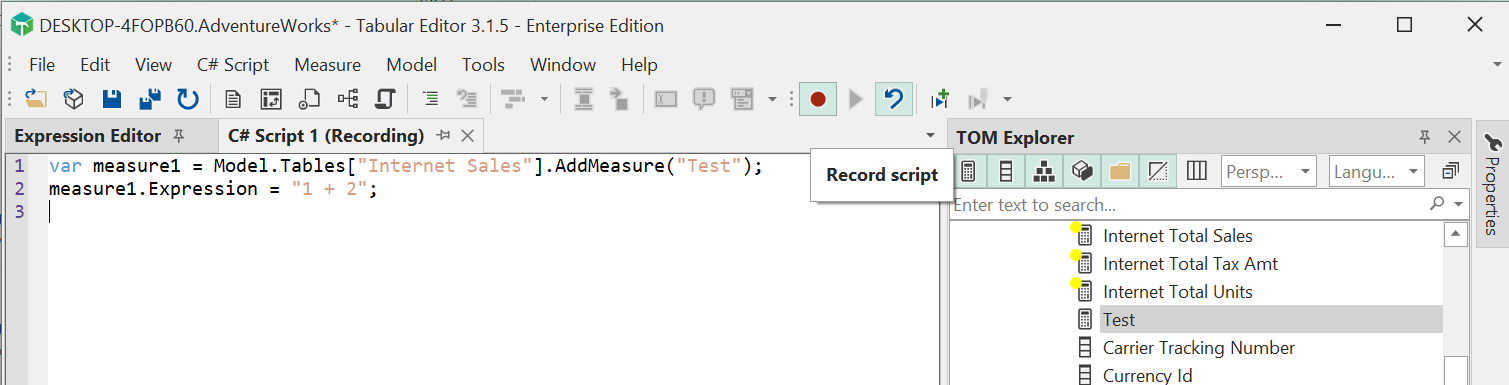 DESKTOP-4FOPB60.AdventureWorks* - Tabular Editor 3.1.5 - Enterprise Edition
File Edit View C# Script Measure Model Tools Window Help
Expression Editor C# Script 1 (Recording) TOM Explorer
1 var measure1 = Model.Tables["Internet Sales"].AddMeasure("Test");
2 measure1.Expression = "1 + 2";
3
Record script
Persp... Langu...
Enter text to search...
Internet Total Sales
Internet Total Tax Amt
Internet Total Units
Test
Carrier Tracking Number
Currency Id
Properties